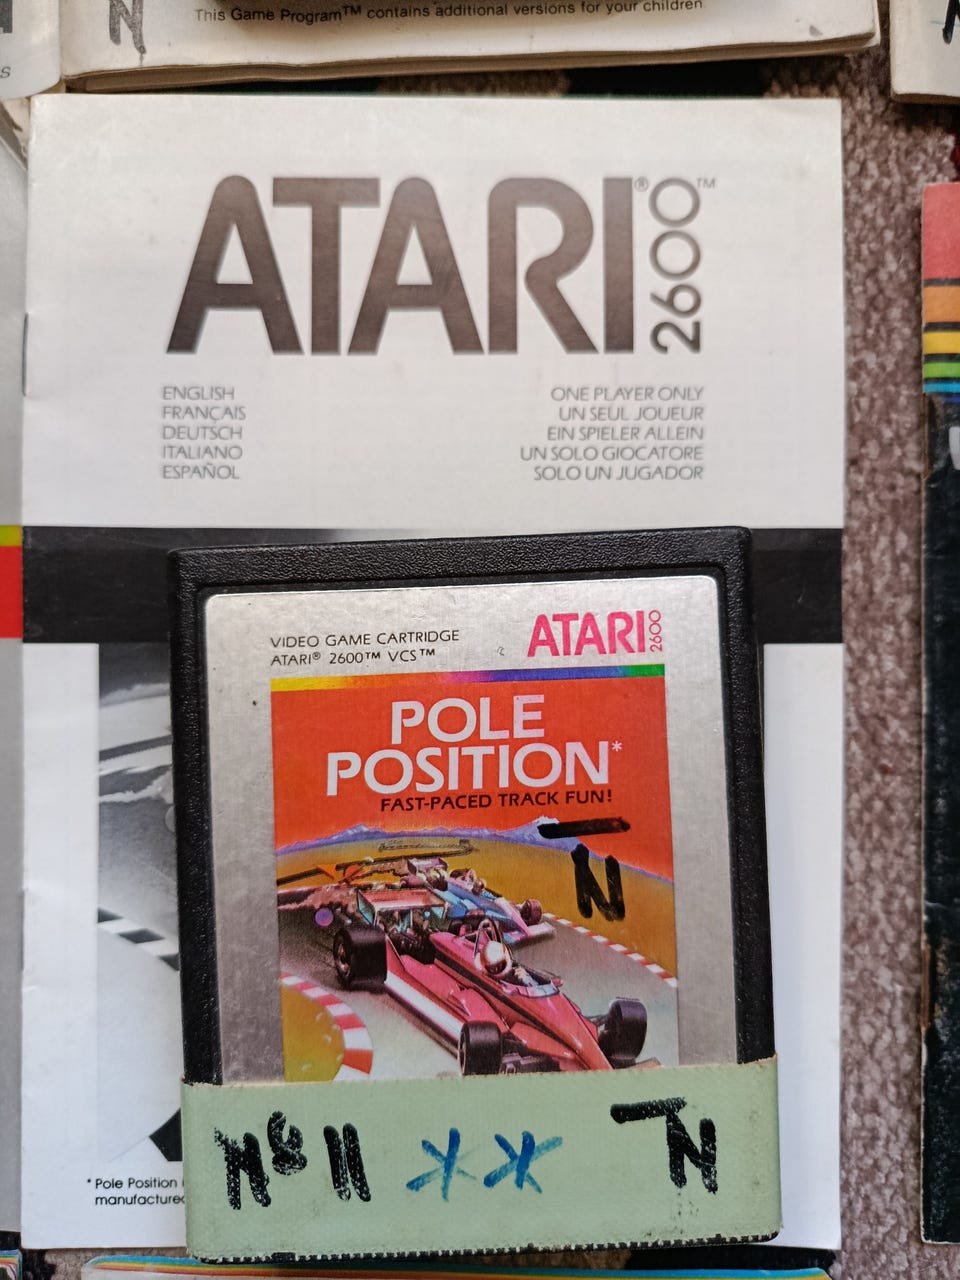 This Game Program™ contains additional versions for your children
N
ATARI® 2600™
ENGLISH
FRANÇAIS
DEUTSCH
ITALIANO
ESPAÑOL
ONE PLAYER ONLY
UN SEUL JOUEUR
EIN SPIELER ALLEIN
UN SOLO GIOCATORE
SOLO UN JUGADOR
VIDEO GAME CARTRIDGE
ATARI® 2600™ VCS™
ATARI 2600
POLE
POSITION*
FAST-PACED TRACK FUN!
N
N
* Pole Position
manufactured